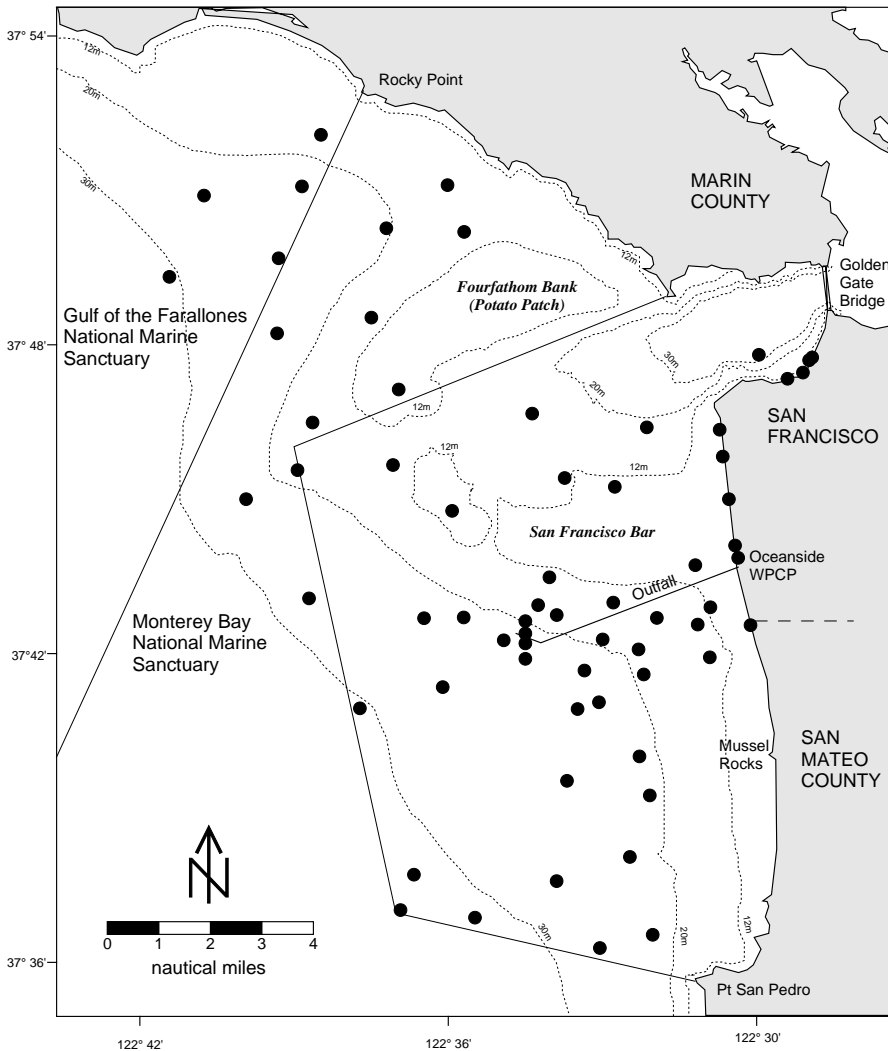 37° 54'
12m
Rocky Point
20m
30m
MARIN
COUNTY
12m
Golden
Gate
Bridge
Fourfathom Bank
(Potato Patch)
Gulf of the Farallones
National Marine
Sanctuary
37° 48'
30m
20m
12m
SAN
FRANCISCO
12m
12m
San Francisco Bar
Oceanside
WPCP
Outfall
Monterey Bay
National Marine
Sanctuary
37° 42'
Mussel
Rocks
SAN
MATEO
COUNTY
N
0 1 2 3 4
nautical miles
30m
20m
12m
37° 36'
Pt San Pedro
122° 42'
122° 36'
122° 30'